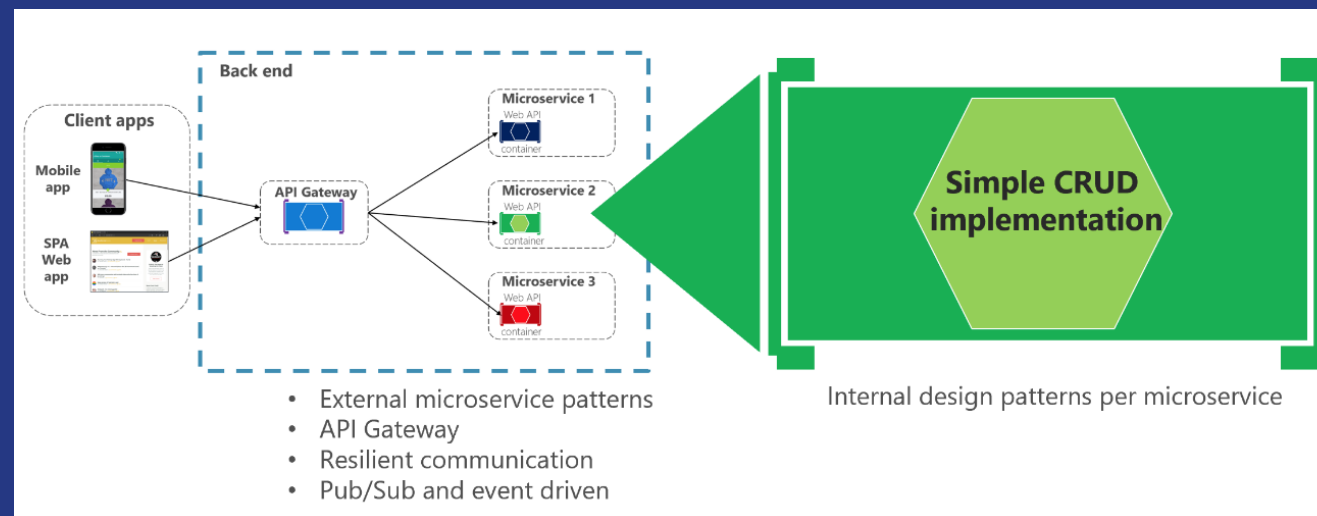 Back end
Client apps
Mobile
app
SPA
Web
app
API Gateway
Microservice 1
Web API
container
Microservice 2
Web API
container
Microservice 3
Web API
container
Simple CRUD
implementation
• External microservice patterns
• API Gateway
• Resilient communication
• Pub/Sub and event driven
Internal design patterns per microservice